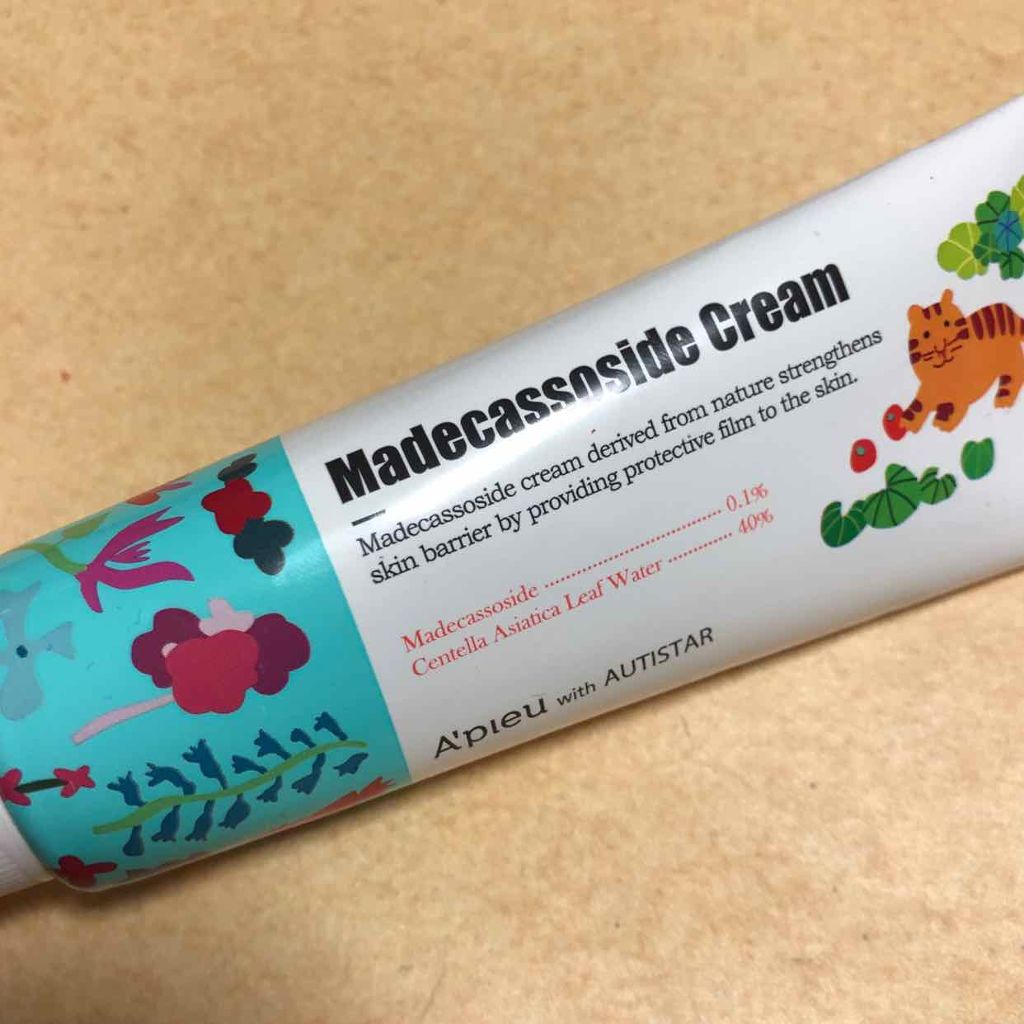 Madecassoside Cream
Madecassoside cream derived from nature strengthens
skin barrier by providing protective film to the skin.
Madecassoside ........................................ 0.1%
Centella Asiatica Leaf Water ............... 40%
A'pieu with AUTISTAR